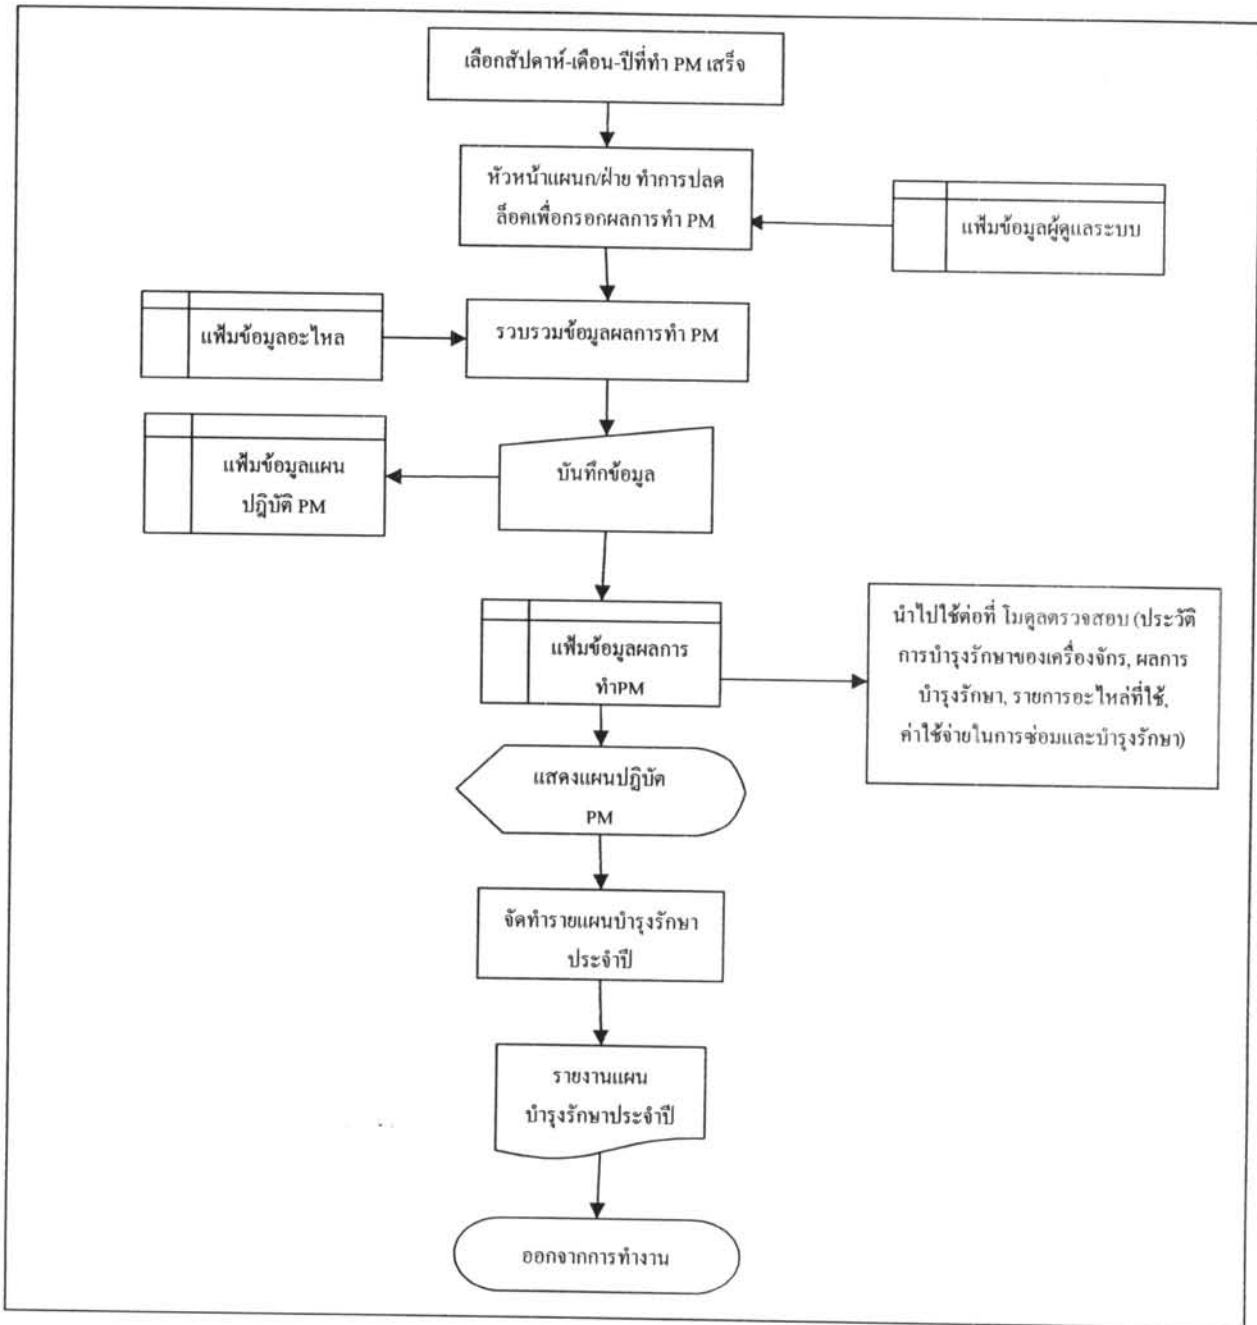 เลือกสัปดาห์-เดือน-ปีที่ทำ PM เสร็จ
หัวหน้าแผนก/ฝ่าย ทำการปลด
ล็อคเพื่อกรอกผลการทำ PM
แฟ้มข้อมูลผู้ดูแลระบบ
แฟ้มข้อมูลอะไหล
รวบรวมข้อมูลผลการทำ PM
แฟ้มข้อมูลแผน
ปฎิบัติ PM
บันทึกข้อมูล
แฟ้มข้อมูลผลการ
ทำPM
นำไปใช้ต่อที่ โมดูลตรวจสอบ (ประวัติ
การบำรุงรักษาของเครื่องจักร, ผลการ
บำรุงรักษา, รายการอะไหล่ที่ใช้,
ค่าใช้จ่ายในการซ่อมและบำรุงรักษา)
แสดงแผนปฎิบัต
PM
จัดทำรายแผนบำรุงรักษา
ประจำปี
รายงานแผน
บำรุงรักษาประจำปี
ออกจากการทำงาน